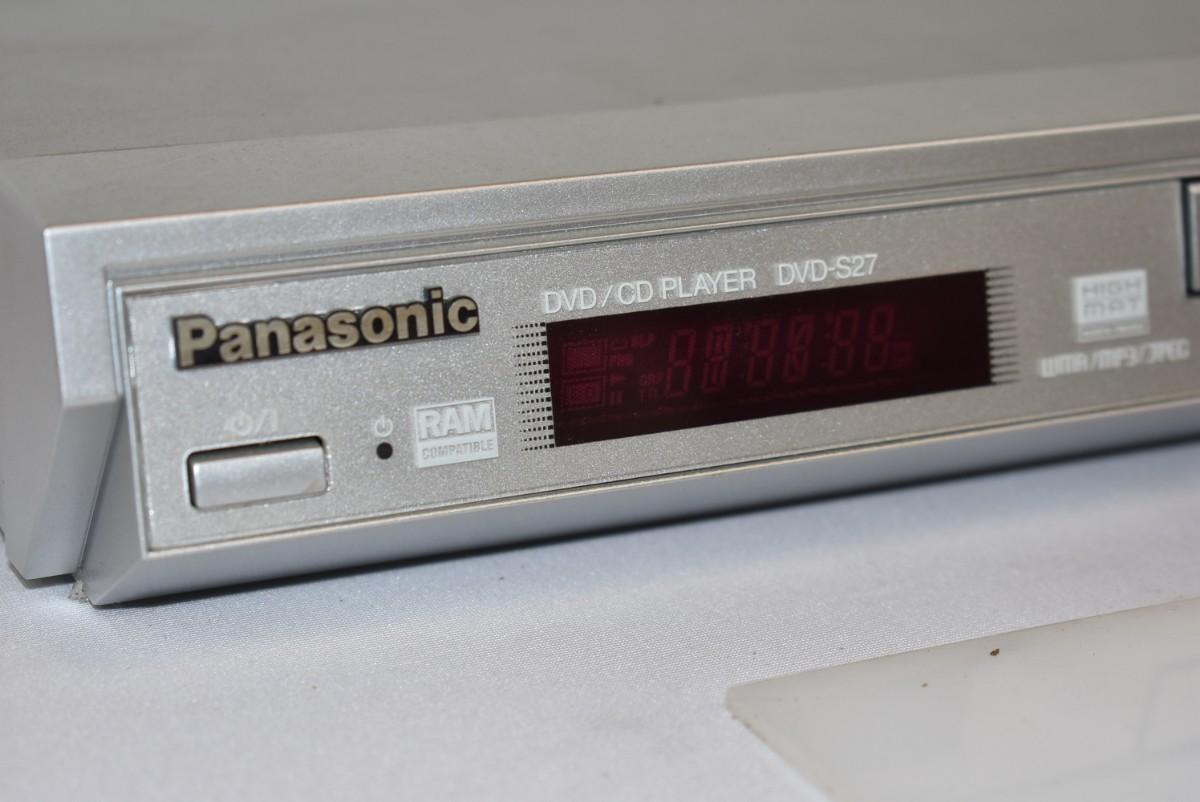 Panasonic
DVD/CD PLAYER DVD-S27
RAM
COMPATIBLE
HIGH
MAT
WMA/MP3/JPEG